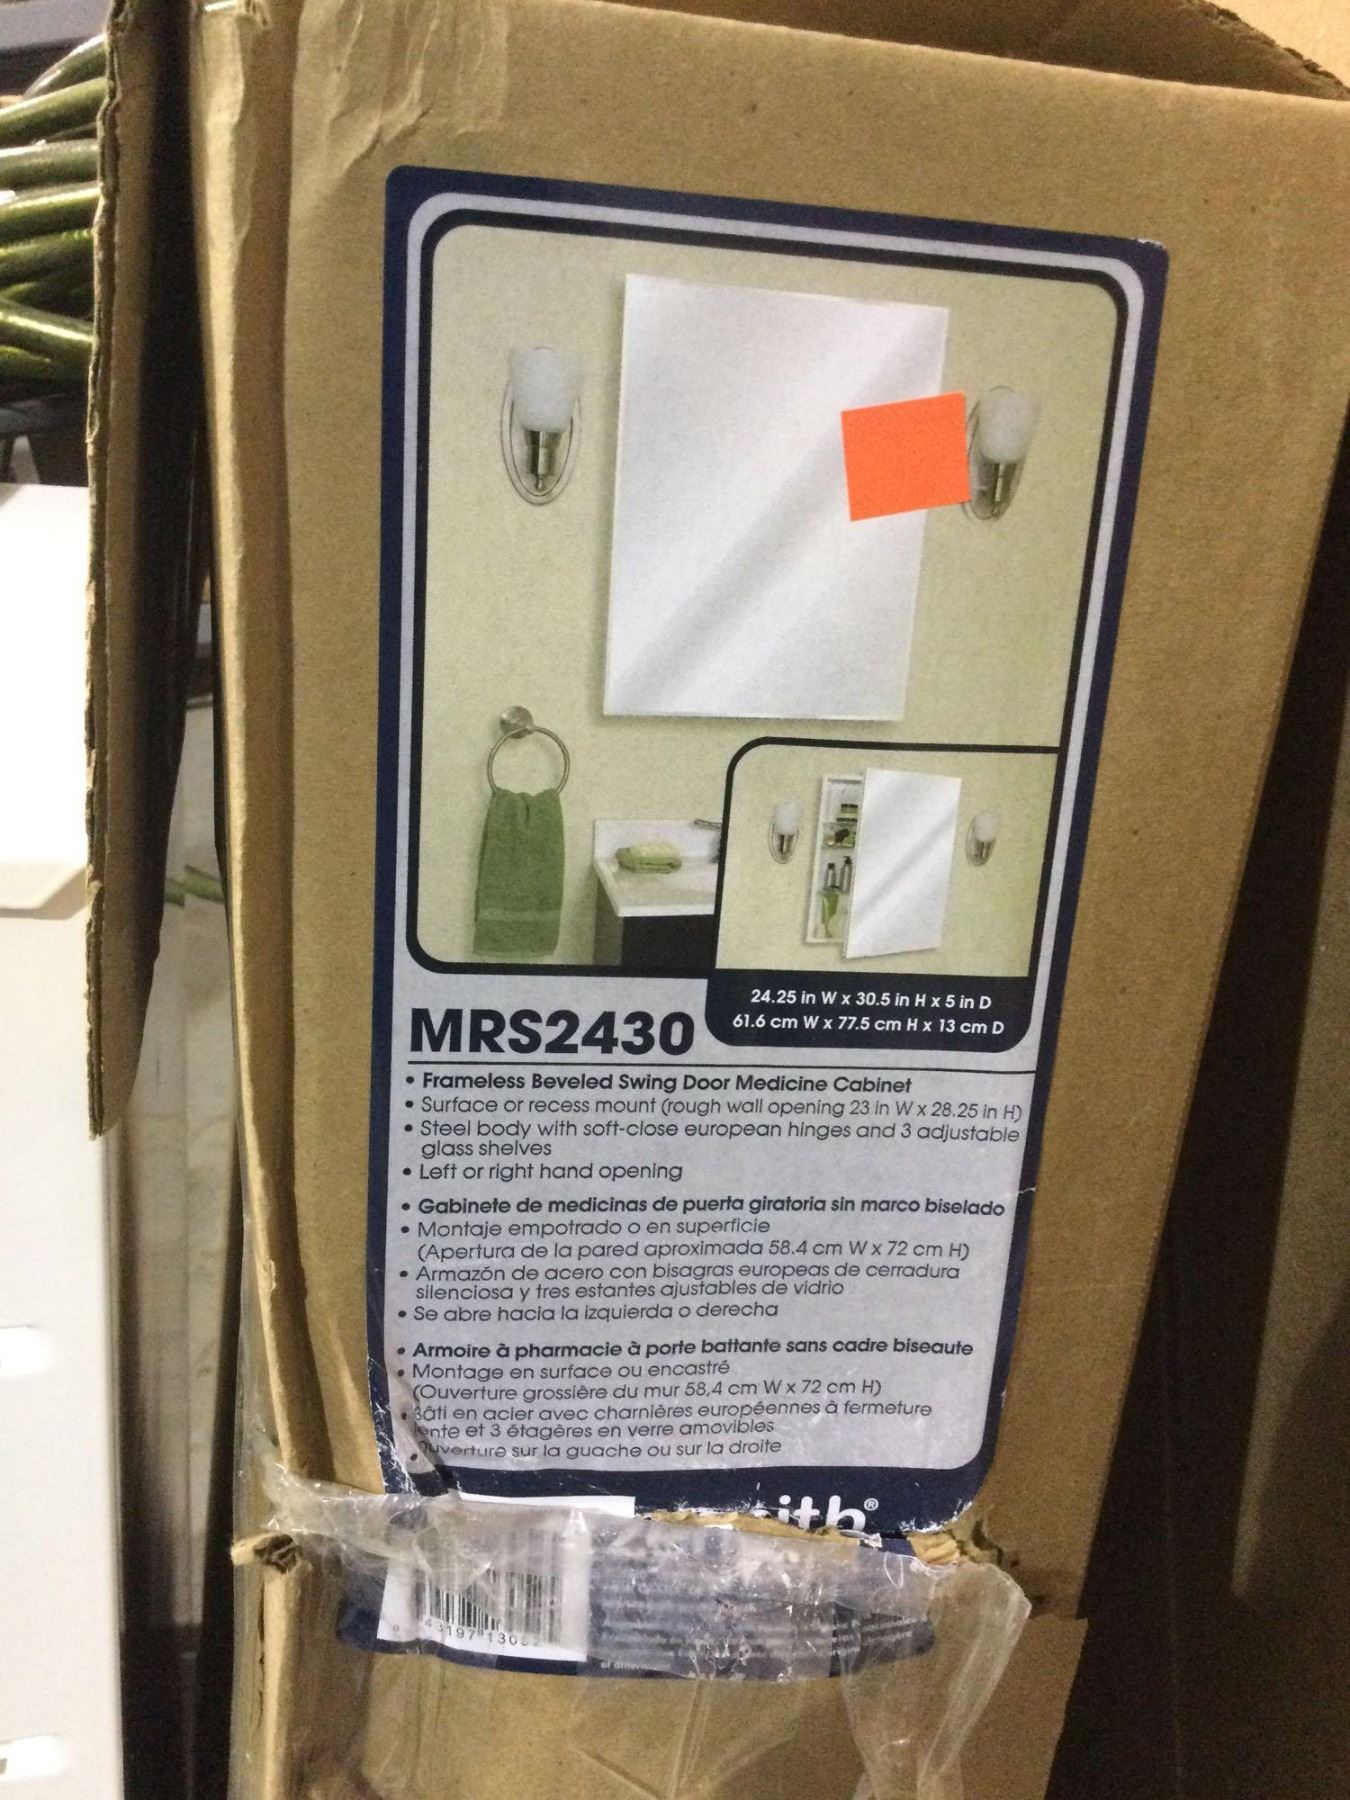 24.25 in W x 30.5 in H x 5 in D
61.6 cm W x 77.5 cm H x 13 cm D
MRS2430
• Frameless Beveled Swing Door Medicine Cabinet
• Surface or recess mount (rough wall opening 23 in W x 28.25 in H)
• Steel body with soft-close european hinges and 3 adjustable
glass shelves
• Left or right hand opening
• Gabinete de medicinas de puerta giratoria sin marco biselado
• Montaje empotrado o en superficie
(Apertura de la pared aproximada 58.4 cm W x 72 cm H)
• Armazón de acero con bisagras europeas de cerradura
silenciosa y tres estantes ajustables de vidrio
• Se abre hacia la izquierda o derecha
• Armoire à pharmacie à porte battante sans cadre biseaute
• Montage en surface ou encastré
(Ouverture grossière du mur 58,4 cm W x 72 cm H)
• Bâti en acier avec charnières européennes à fermeture
lente et 3 étagères en verre amovibles
• Ouverture sur la guache ou sur la droite
ith®
43197 130